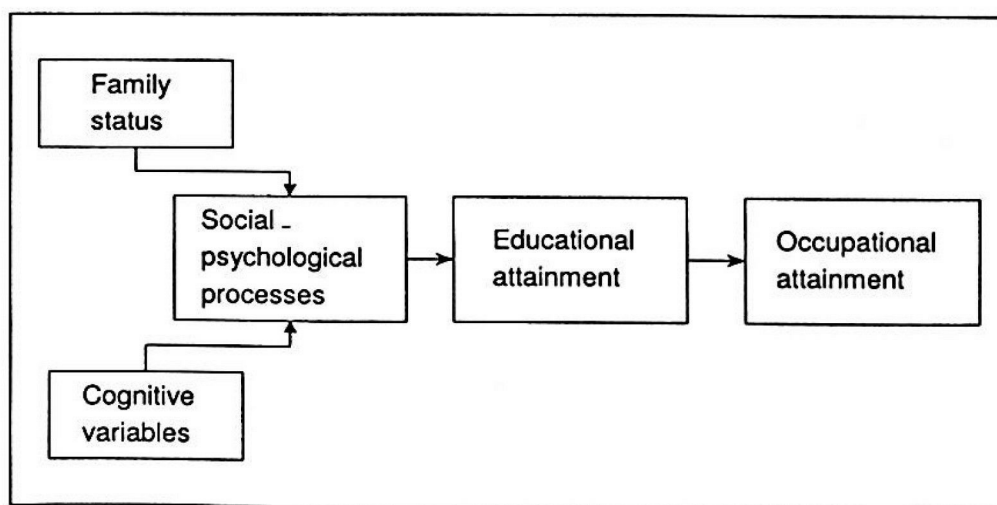 Family
status
Social -
psychological
processes
Educational
attainment
Occupational
attainment
Cognitive
variables